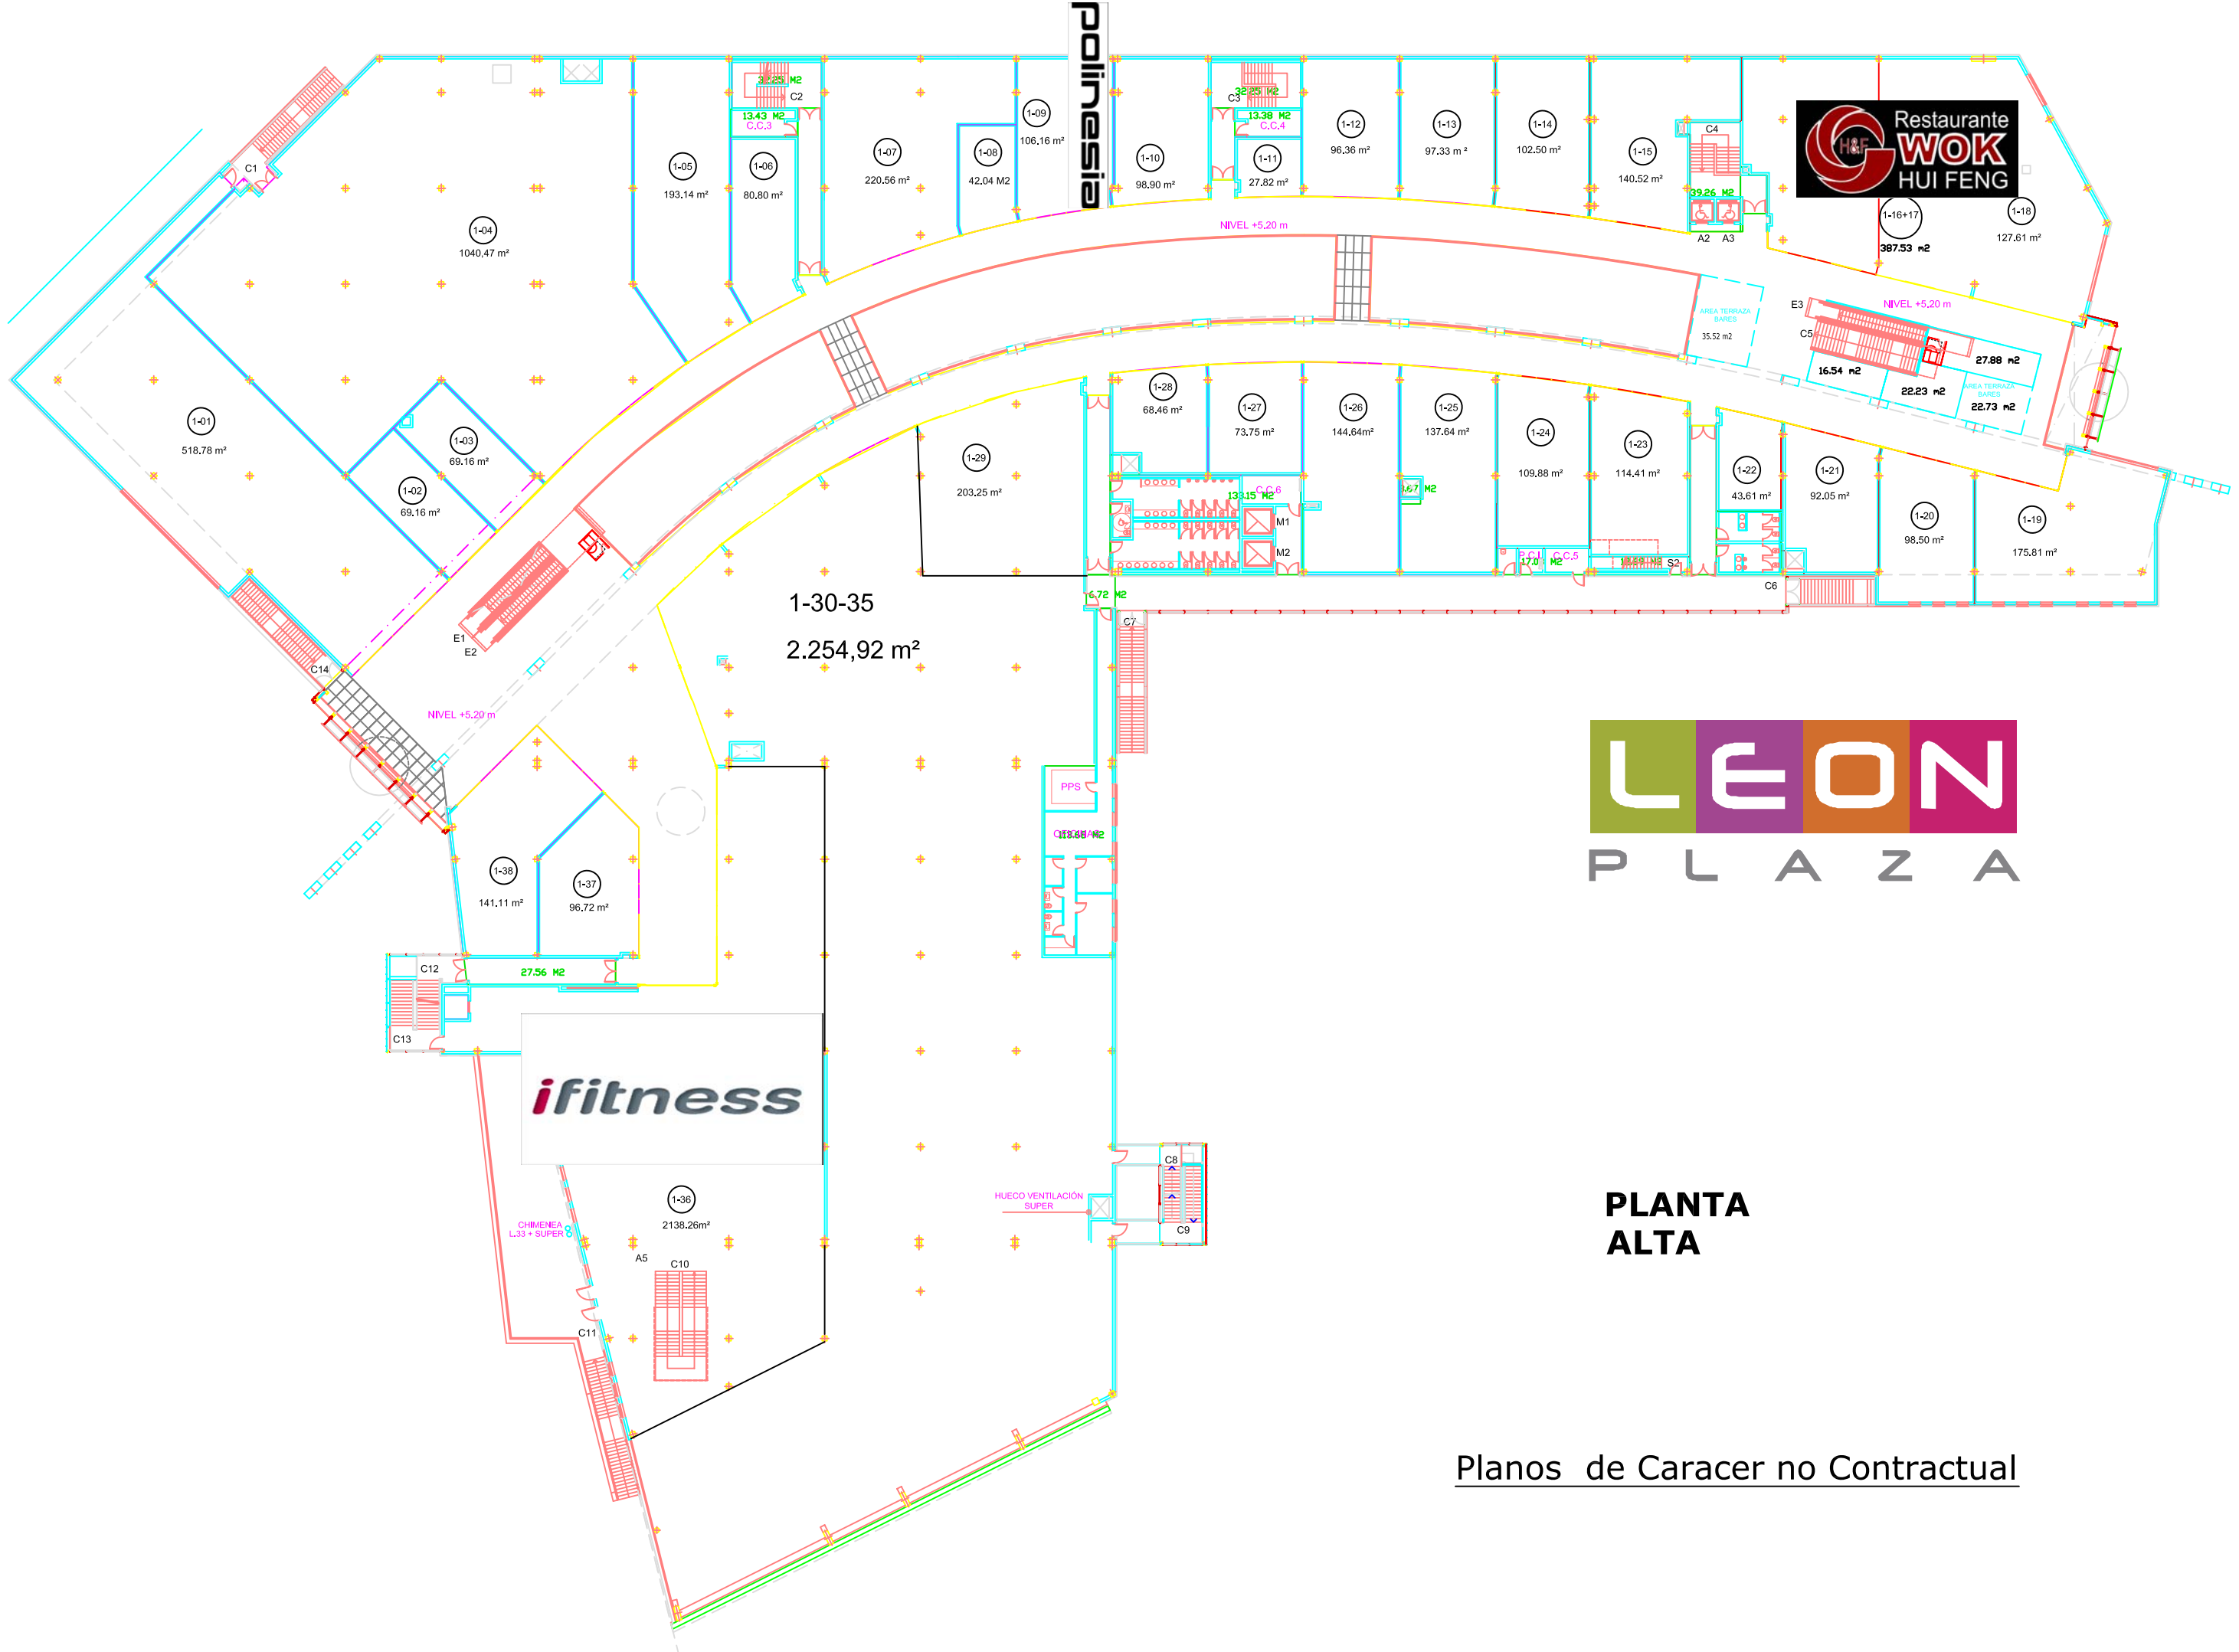 polinesia
32.25 M2
C2
13.43 M2
C.C.3
1-09
106,16 m²
C3
13.38 M2
C.C.4
1-12
96.36 m²
1-13
97.33 m ²
1-14
102.50 m²
C4
Restaurante
H&F
WOK
HUI FENG
C1
1-05
193,14 m²
1-06
80.80 m²
1-07
220.56 m²
1-08
42,04 M2
1-10
98.90 m²
1-11
27.82 m²
1-15
140.52 m²
39.26 M2
A2
A3
1-16+17
387.53 m2
1-18
127.61 m²
1-04
1040,47 m²
NIVEL +5,20 m
NIVEL +5,20 m
AREA TERRAZA
BARES
35.52 m2
E3
C5
27.88 m2
16.54 m2
22.23 m2
AREA TERRAZA
BARES
22.73 m2
1-01
518.78 m²
1-03
69.16 m²
1-02
69.16 m²
1-29
203.25 m²
1-28
68.46 m²
1-27
73,75 m²
1-26
144,64m²
1-25
137.64 m²
1-24
109.88 m²
1-23
114.41 m²
1-22
43.61 m²
1-21
92.05 m²
1-20
98.50 m²
1-19
175.81 m²
C.C.6
M1
M2
P.C.I.
C.C.5
S2
C6
6.72 M2
C7
1-30-35
2.254,92 m²
E1
E2
C14
NIVEL +5,20 m
PPS
OFICINAS
LEON
PLAZA
1-38
141.11 m²
1-37
96,72 m²
C12
27.56 M2
C13
ifitness
C8
C9
HUECO VENTILACIÓN
SUPER
1-36
2138.26m²
CHIMENEA
L.33 + SUPER
A5
C10
C11
PLANTA
ALTA
Planos de Caracer no Contractual